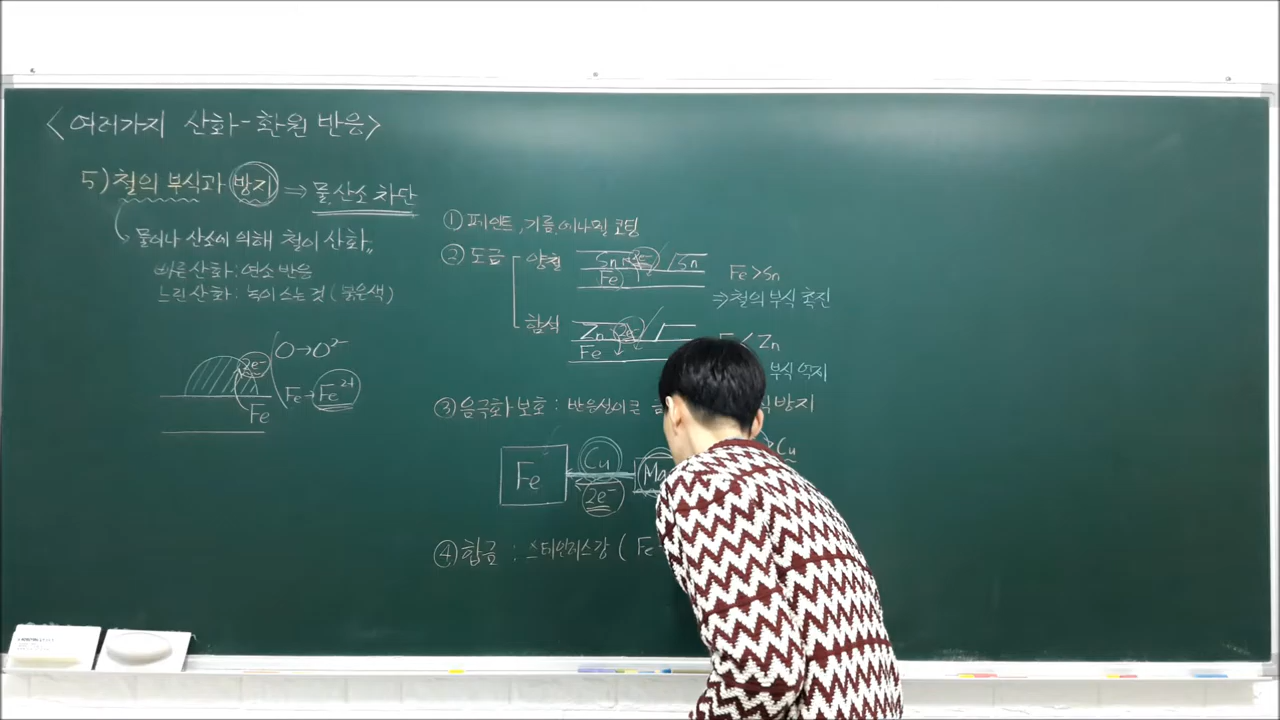 <여러가지 산화-환원 반응>
5) 철의 부식과 방지 ⇒ 물, 산소 차단
물이나 산소에 의해 철이 산화
빠른 산화 : 연소 반응
느린 산화 : 녹이 스는 것 (붉은색)
2e- O→O2-
Fe→Fe2+
Fe
① 페인트, 기름, 에나멜 코팅
② 도금
양철 Sn 2e- Sn
Fe
Fe>Sn
⇒철의 부식 촉진
함석 Zn 2e-
Fe
< Zn
부식 억제
③ 음극화 보호 : 반응성이 큰 방지
Fe Cu 2e- Cu
④ 합금 : 스테인레스강 ( Fe